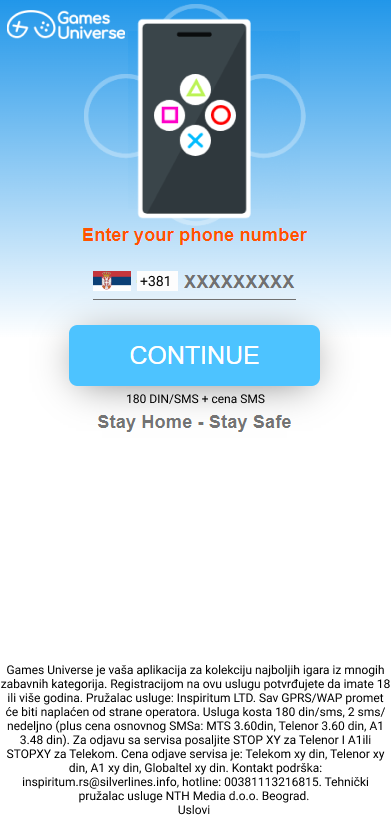 Games
Universe
Enter your phone number
+381 XXXXXXXXX
CONTINUE
180 DIN/SMS + cena SMS
Stay Home - Stay Safe
Games Universe je vaša aplikacija za kolekciju najboljih igara iz mnogih
zabavnih kategorija. Registracijom na ovu uslugu potvrđujete da imate 18
ili više godina. Pružalac usluge: Inspiritum LTD. Sav GPRS/WAP promet
će biti naplaćen od strane operatora. Usluga kosta 180 din/sms, 2 sms/
nedeljno (plus cena osnovnog SMSa: MTS 3.60din, Telenor 3.60 din, A1
3.48 din). Za odjavu sa servisa posaljite STOP XY za Telenor I A1ili
STOPXY za Telekom. Cena odjave servisa je: Telekom xy din, Telenor xy
din, A1 xy din, Globaltel xy din. Kontakt podrška:
inspiritum.rs@silverlines.info, hotline: 00381113216815. Tehnički
pružalac usluge NTH Media d.o.o. Beograd.
Uslovi